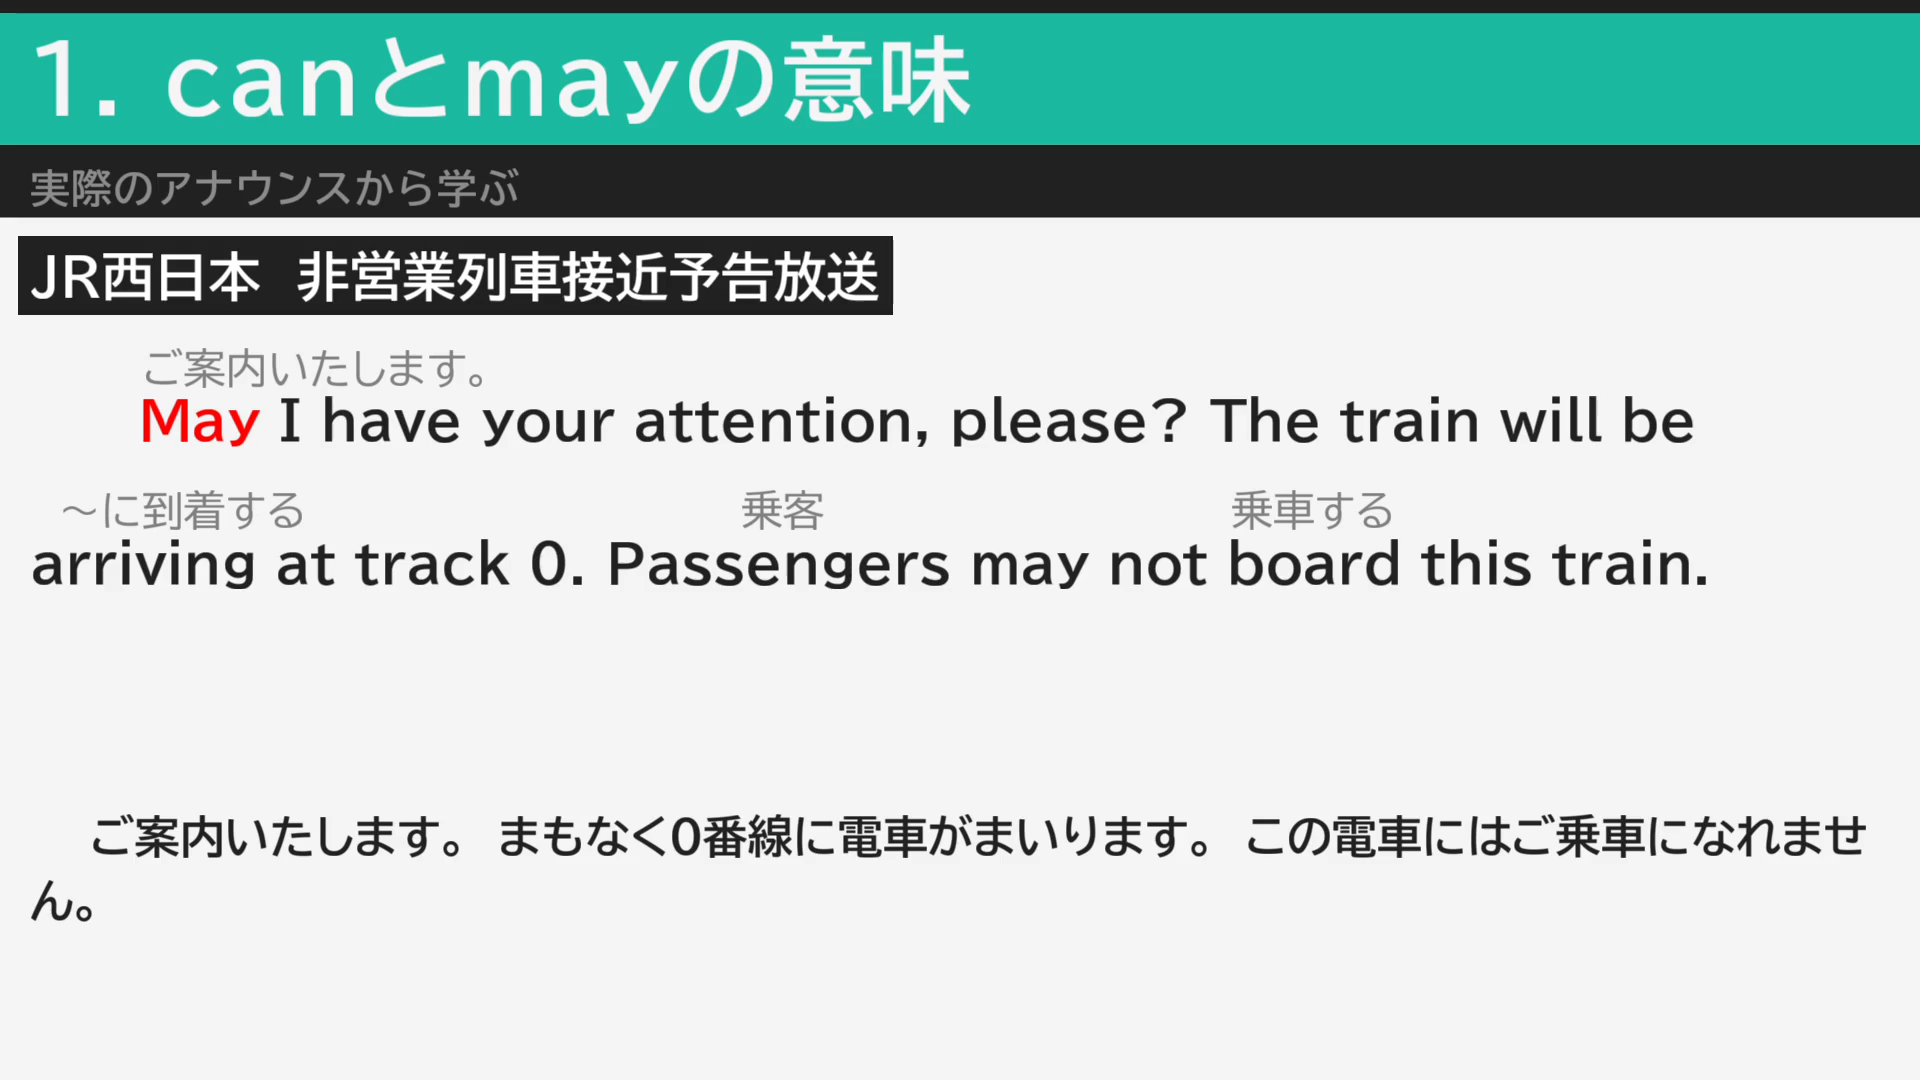 1. canとmayの意味
実際のアナウンスから学ぶ
JR西日本　非営業列車接近予告放送
ご案内いたします。
May I have your attention, please? The train will be
～に到着する 乗客 乗車する
arriving at track 0. Passengers may not board this train.
ご案内いたします。まもなく0番線に電車がまいります。この電車にはご乗車になれませ
ん。